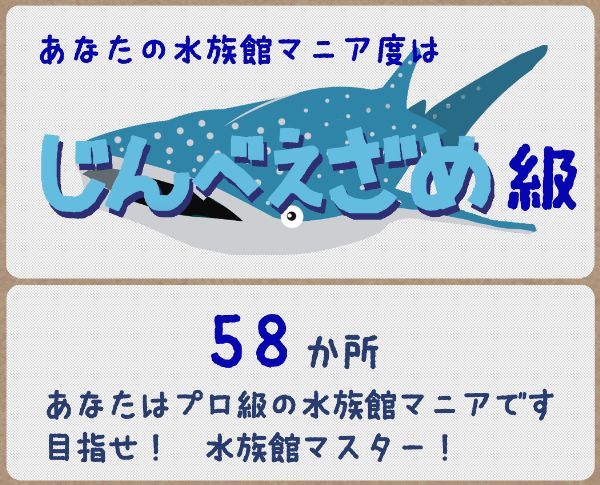 あなたの水族館マニア度は
じんべえざめ級
58か所
あなたはプロ級の水族館マニアです
目指せ！　水族館マスター！